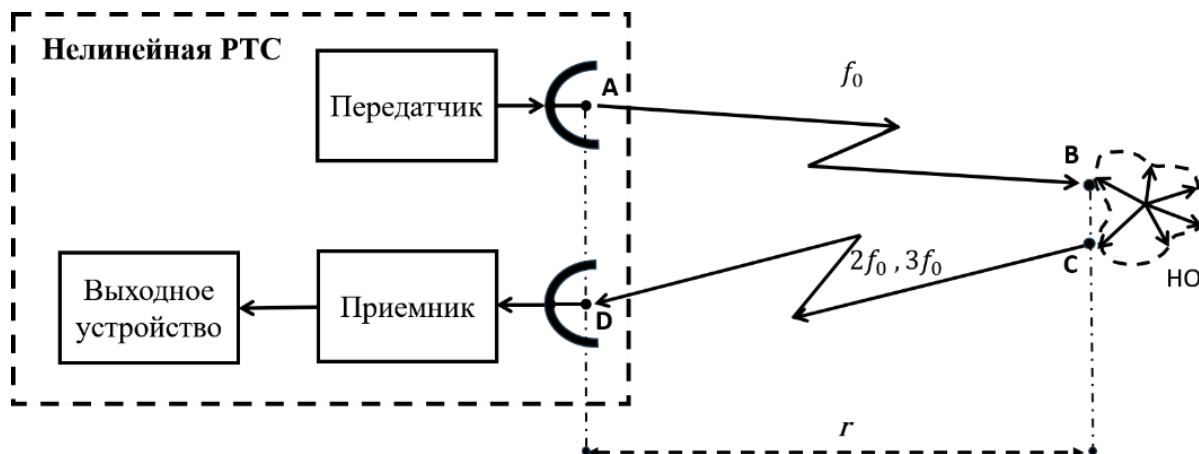 Нелинейная РТС
Передатчик
A
f₀
B
C
НО
2f₀ , 3f₀
D
Приемник
Выходное
устройство
r